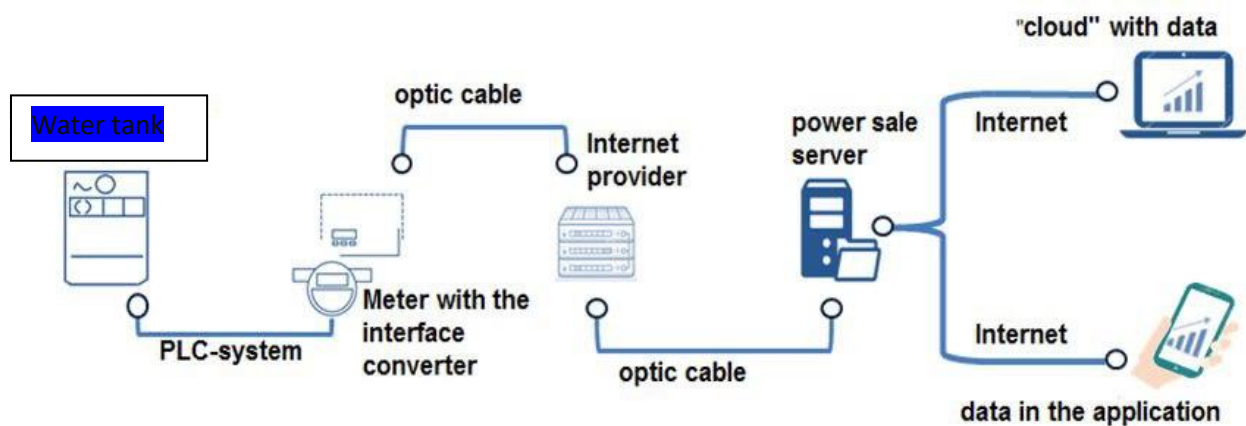 "cloud" with data
optic cable
Water tank
Internet
provider
power sale
server
Internet
Meter with the
interface
converter
PLC-system
optic cable
Internet
data in the application